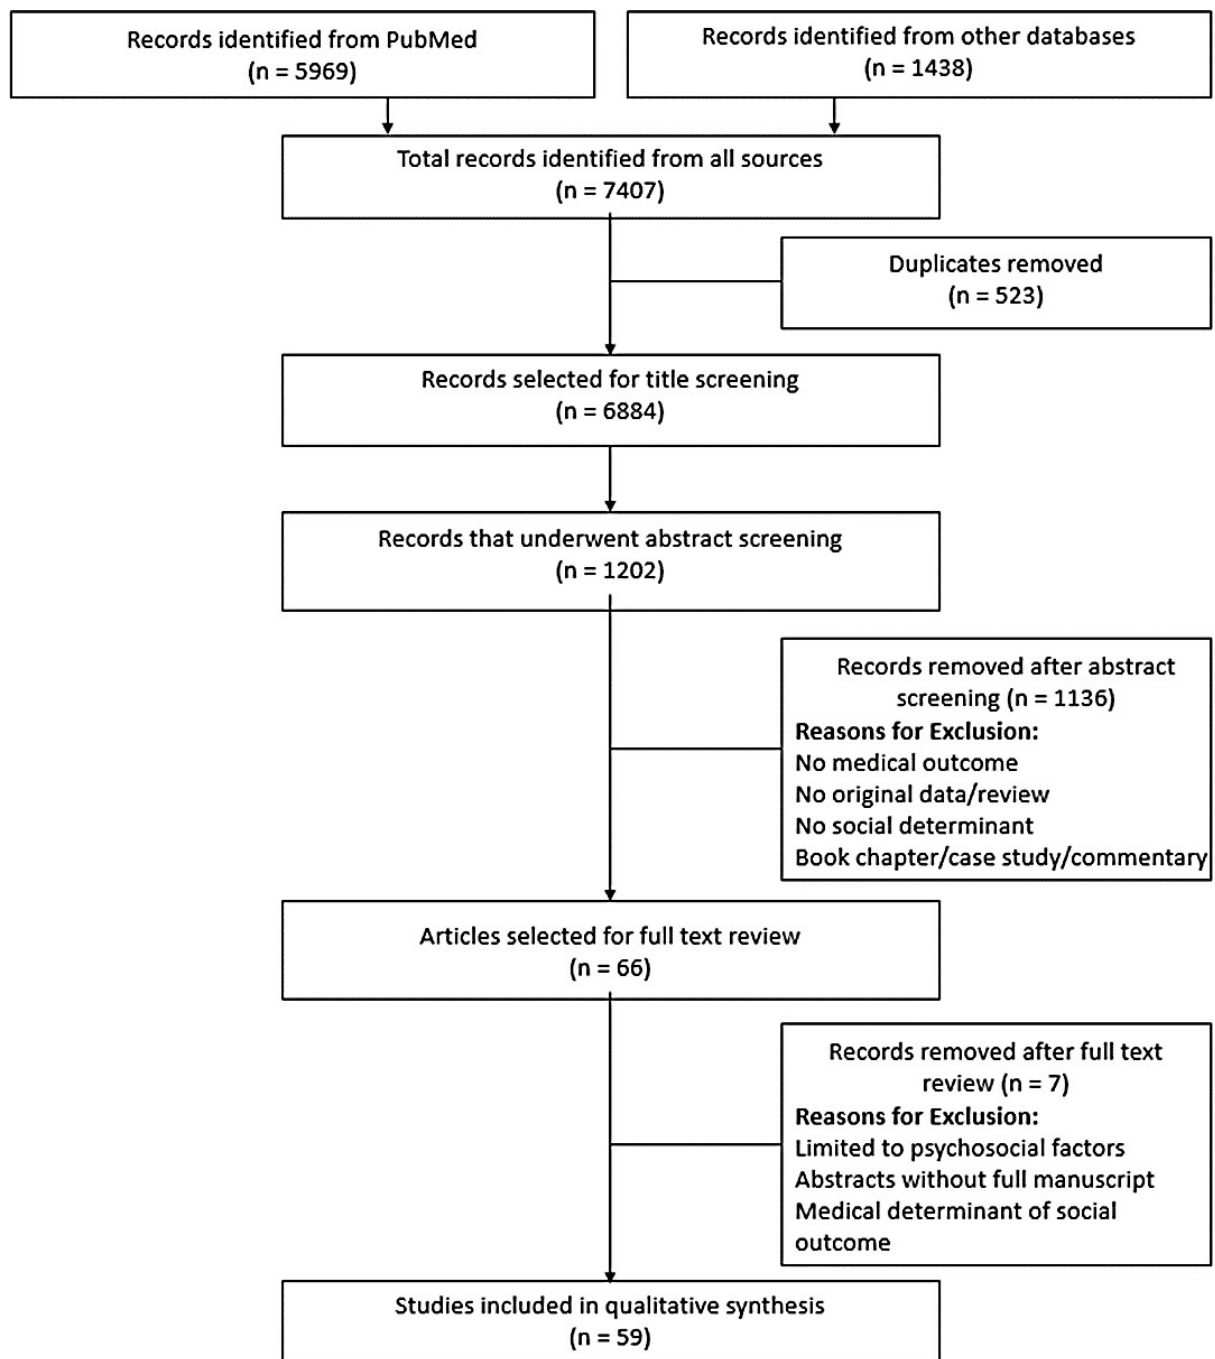 Records identified from PubMed
(n = 5969)
Records identified from other databases
(n = 1438)
Total records identified from all sources
(n = 7407)
Duplicates removed
(n = 523)
Records selected for title screening
(n = 6884)
Records that underwent abstract screening
(n = 1202)
Records removed after abstract
screening (n = 1136)
Reasons for Exclusion:
No medical outcome
No original data/review
No social determinant
Book chapter/case study/commentary
Articles selected for full text review
(n = 66)
Records removed after full text
review (n = 7)
Reasons for Exclusion:
Limited to psychosocial factors
Abstracts without full manuscript
Medical determinant of social
outcome
Studies included in qualitative synthesis
(n = 59)